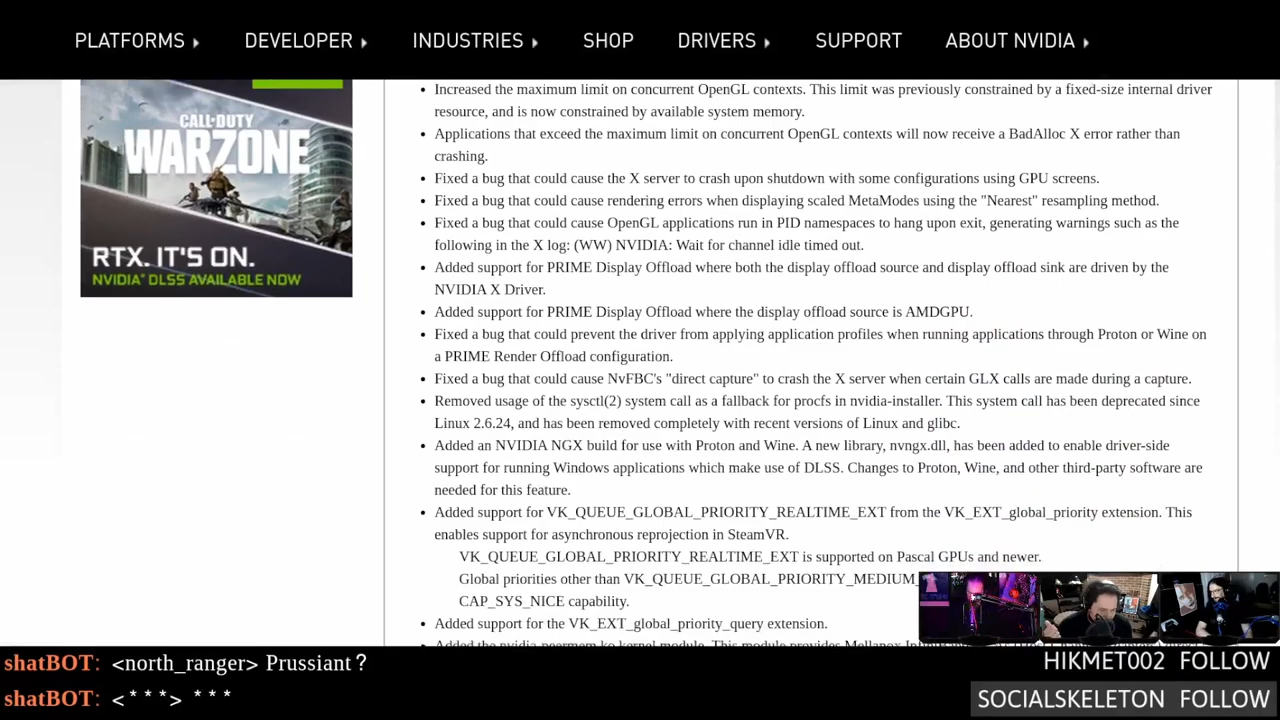 PLATFORMS DEVELOPER INDUSTRIES SHOP DRIVERS SUPPORT ABOUT NVIDIA
CALL OF DUTY
WARZONE
RTX. IT'S ON.
NVIDIA® DLSS AVAILABLE NOW
• Increased the maximum limit on concurrent OpenGL contexts. This limit was previously constrained by a fixed-size internal driver
resource, and is now constrained by available system memory.
• Applications that exceed the maximum limit on concurrent OpenGL contexts will now receive a BadAlloc X error rather than
crashing.
• Fixed a bug that could cause the X server to crash upon shutdown with some configurations using GPU screens.
• Fixed a bug that could cause rendering errors when displaying scaled MetaModes using the "Nearest" resampling method.
• Fixed a bug that could cause OpenGL applications run in PID namespaces to hang upon exit, generating warnings such as the
following in the X log: (WW) NVIDIA: Wait for channel idle timed out.
• Added support for PRIME Display Offload where both the display offload source and display offload sink are driven by the
NVIDIA X Driver.
• Added support for PRIME Display Offload where the display offload source is AMDGPU.
• Fixed a bug that could prevent the driver from applying application profiles when running applications through Proton or Wine on
a PRIME Render Offload configuration.
• Fixed a bug that could cause NvFBC's "direct capture" to crash the X server when certain GLX calls are made during a capture.
• Removed usage of the sysctl(2) system call as a fallback for procfs in nvidia-installer. This system call has been deprecated since
Linux 2.6.24, and has been removed completely with recent versions of Linux and glibc.
• Added an NVIDIA NGX build for use with Proton and Wine. A new library, nvngx.dll, has been added to enable driver-side
support for running Windows applications which make use of DLSS. Changes to Proton, Wine, and other third-party software are
needed for this feature.
• Added support for VK_QUEUE_GLOBAL_PRIORITY_REALTIME_EXT from the VK_EXT_global_priority extension. This
enables support for asynchronous reprojection in SteamVR.
VK_QUEUE_GLOBAL_PRIORITY_REALTIME_EXT is supported on Pascal GPUs and newer.
Global priorities other than VK_QUEUE_GLOBAL_PRIORITY_MEDIUM_
CAP_SYS_NICE capability.
• Added support for the VK_EXT_global_priority_query extension.
• Added the nvidia-peermem.ko kernel module. This module provides Mellanox
shatBOT: <north_ranger> Prussiant?
shatBOT: <***> ***
HIKMET002 FOLLOW
SOCIALSKELETON FOLLOW